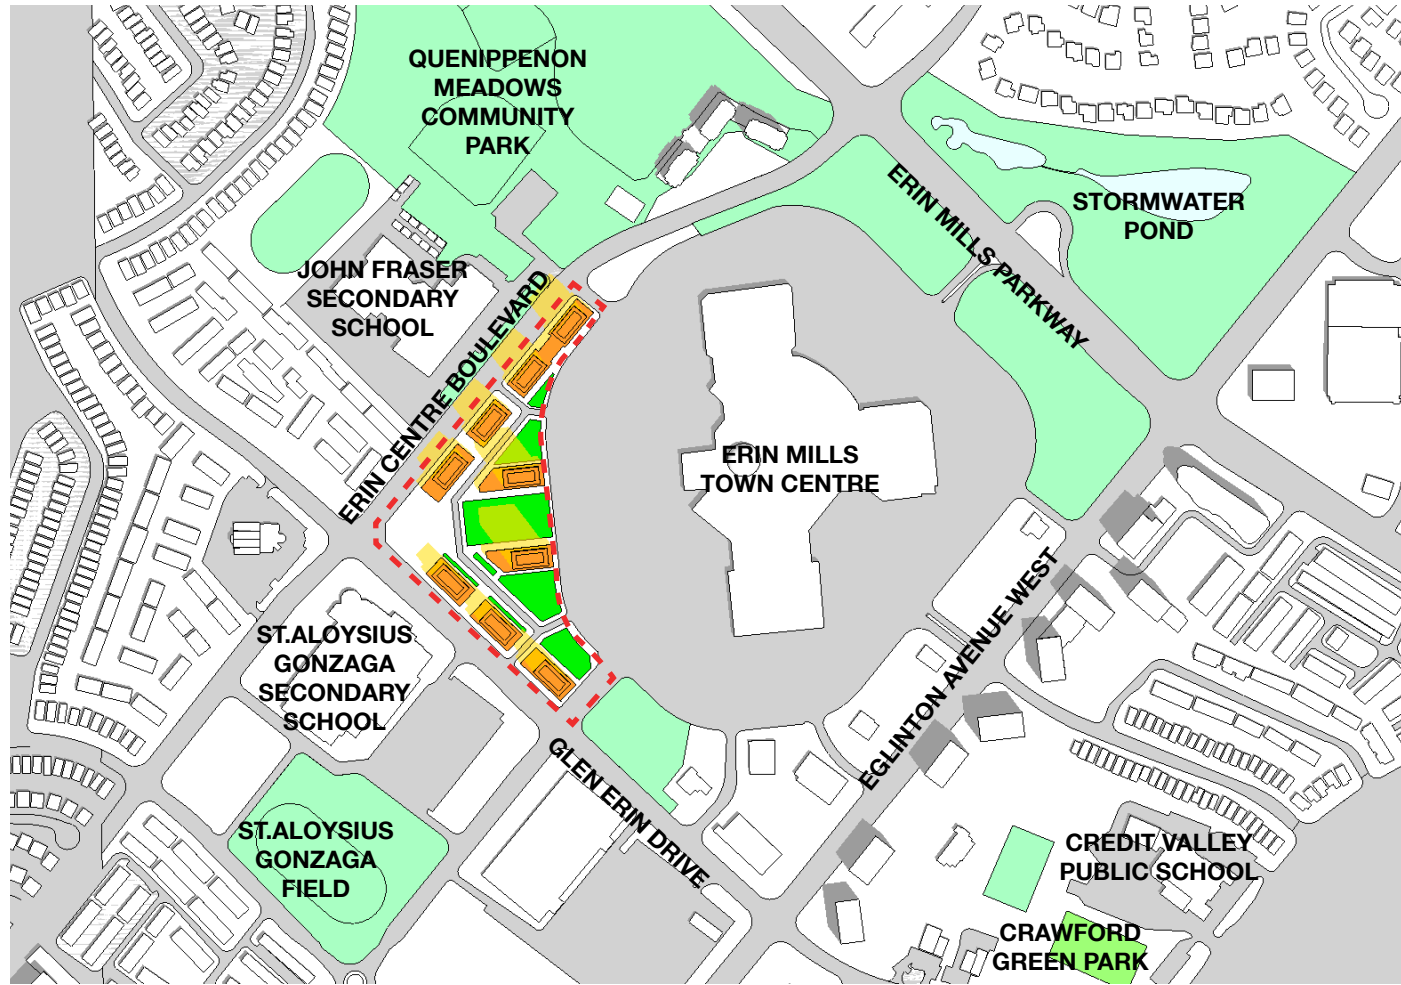 QUENIPPENON
MEADOWS
COMMUNITY
PARK
ERIN MILLS PARKWAY
STORMWATER
POND
JOHN FRASER
SECONDARY
SCHOOL
ERIN CENTRE BOULEVARD
ERIN MILLS
TOWN CENTRE
ST.ALOYSIUS
GONZAGA
SECONDARY
SCHOOL
EGLINTON AVENUE WEST
GLEN ERIN DRIVE
ST.ALOYSIUS
GONZAGA
FIELD
CREDIT VALLEY
PUBLIC SCHOOL
CRAWFORD
GREEN PARK